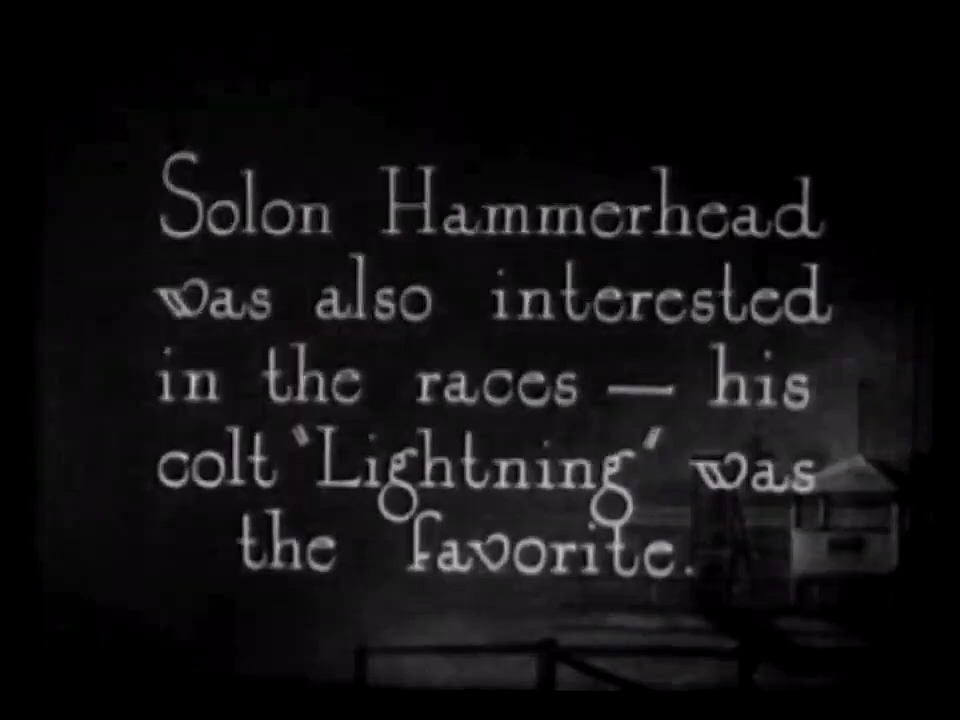 Solon Hammerhead
was also interested
in the races — his
colt "Lightning" was
the favorite.